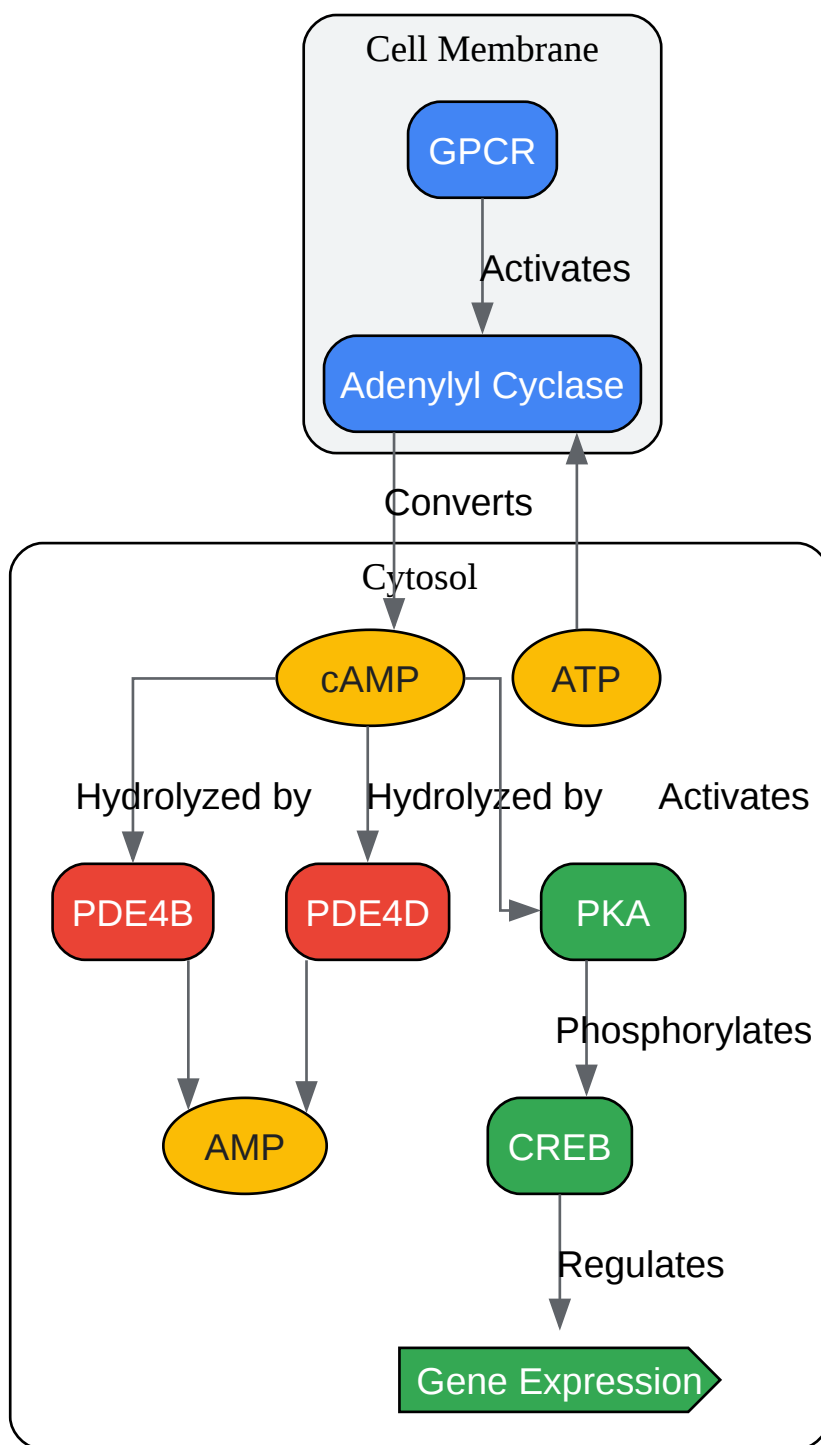 Cell Membrane
GPCR
Activates
Adenylyl Cyclase
Converts
Cytosol
cAMP
ATP
Hydrolyzed by
Hydrolyzed by
Activates
PDE4B
PDE4D
PKA
Phosphorylates
AMP
CREB
Regulates
Gene Expression